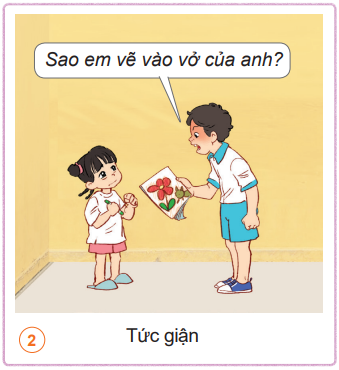 Sao em vẽ vào vở của anh?
2
Tức giận